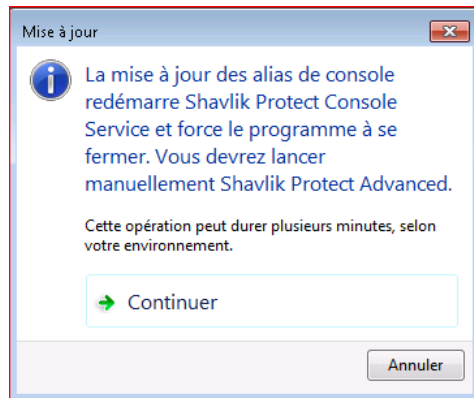 Mise à jour
La mise à jour des alias de console
redémarre Shavlik Protect Console
Service et force le programme à se
fermer. Vous devrez lancer
manuellement Shavlik Protect Advanced.
Cette opération peut durer plusieurs minutes, selon
votre environnement.
Continuer
Annuler